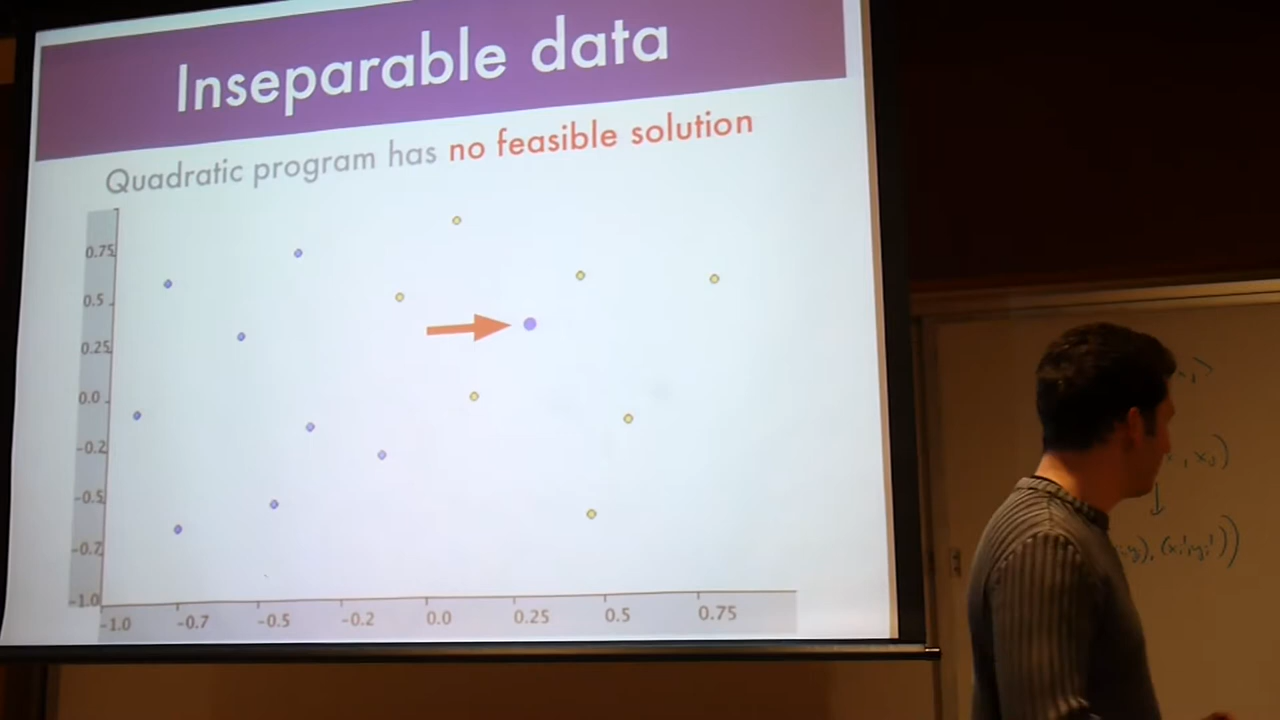 Inseparable data
Quadratic program has no feasible solution
0.75
0.5
0.25
0.0
-0.2
-0.5
-0.7
-1.0
-1.0 -0.7 -0.5 -0.2 0.0 0.25 0.5 0.75
, xj)